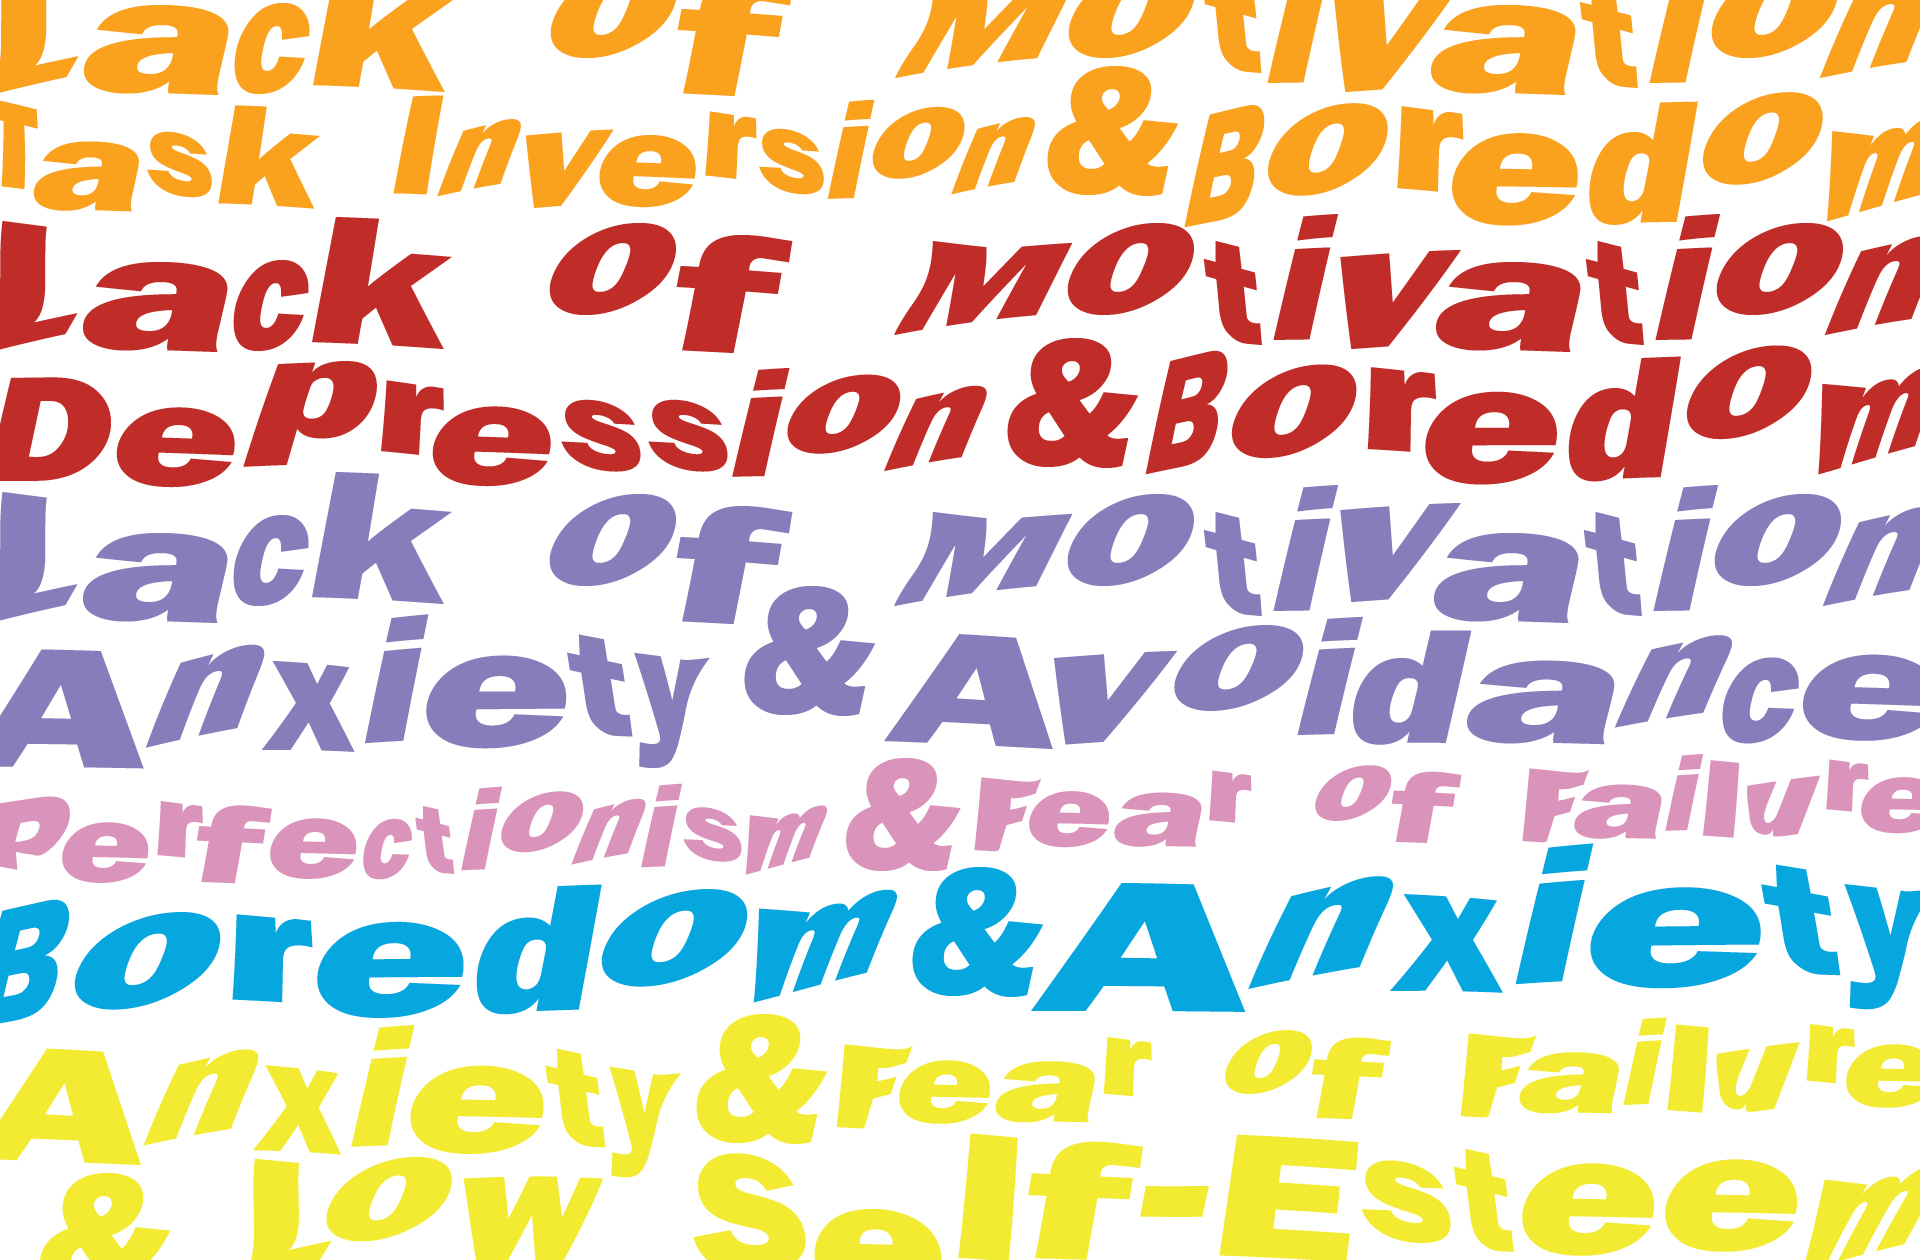 Lack of Motivation
Task Inversion & Boredom
Lack of Motivation
Depression & Boredom
Lack of Motivation
Anxiety & Avoidance
Perfectionism & Fear of Failure
Boredom & Anxiety
Anxiety & Fear of Failure
& Low Self-Esteem